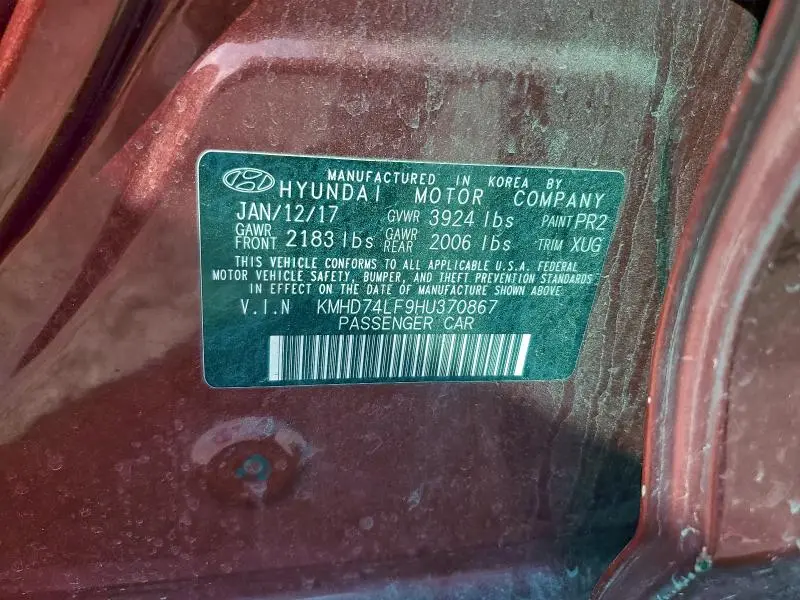 MANUFACTURED IN KOREA BY
HYUNDAI MOTOR COMPANY
JAN/12/17 GVWR 3924 lbs PAINT PR2
GAWR FRONT 2183 lbs GAWR REAR 2006 lbs TRIM XUG
THIS VEHICLE CONFORMS TO ALL APPLICABLE U.S.A. FEDERAL
MOTOR VEHICLE SAFETY, BUMPER, AND THEFT PREVENTION STANDARDS
IN EFFECT ON THE DATE OF MANUFACTURE SHOWN ABOVE.
V.I.N KMHD74LF9HU370867
PASSENGER CAR